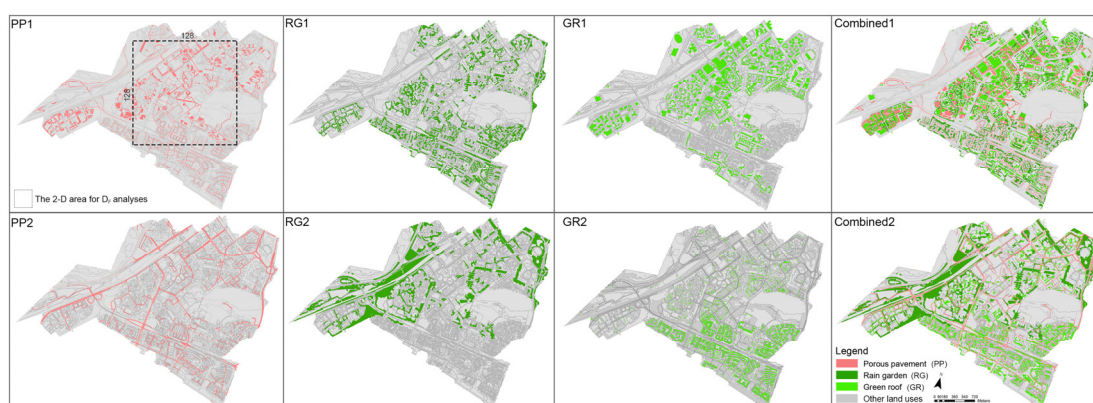 PP1
RG1
GR1
Combined1
128
128
The 2-D area for Df analyses
PP2
RG2
GR2
Combined2
Legend
Porous pavement (PP)
Rain garden (RG)
Green roof (GR)
Other land uses
N
Meters